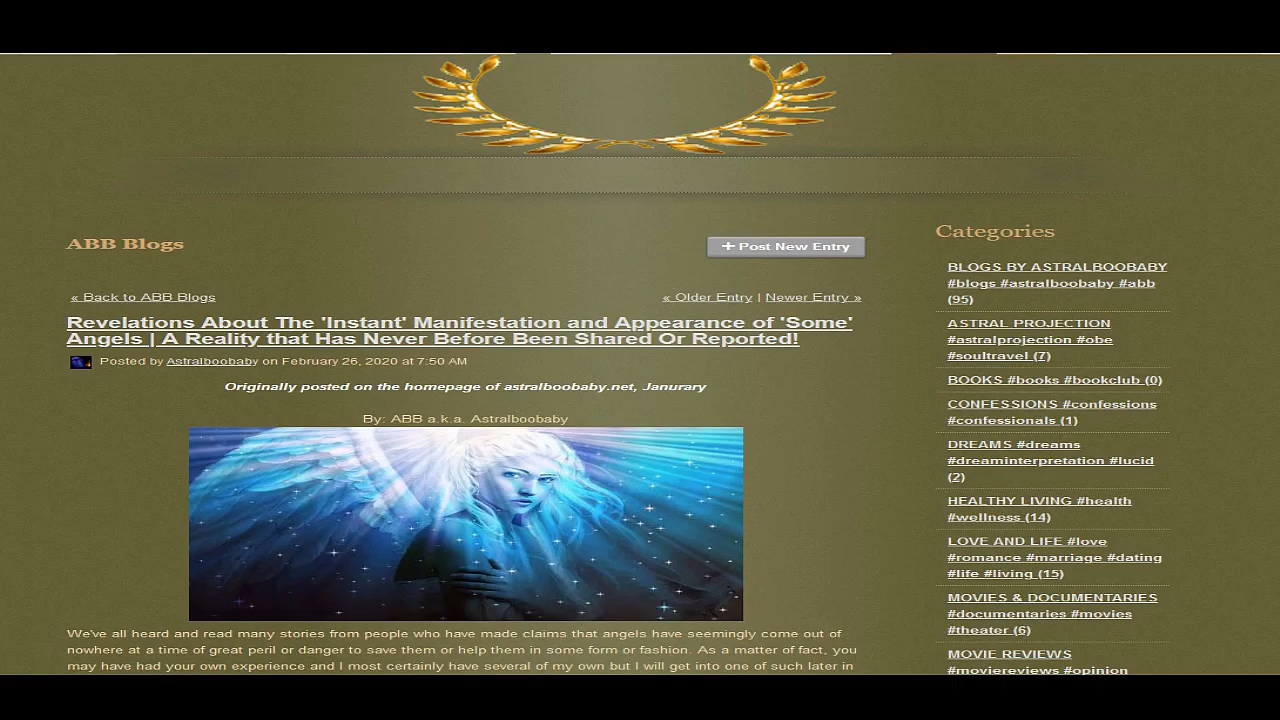 ABB Blogs
+ Post New Entry
« Back to ABB Blogs
« Older Entry | Newer Entry »
Revelations About The 'Instant' Manifestation and Appearance of 'Some'
Angels | A Reality that Has Never Before Been Shared Or Reported!
Posted by Astralboobaby on February 26, 2020 at 7:50 AM
Originally posted on the homepage of astralboobaby.net, Janurary
By: ABB a.k.a. Astralboobaby
We've all heard and read many stories from people who have made claims that angels have seemingly come out of
nowhere at a time of great peril or danger to save them or help them in some form or fashion. As a matter of fact, you
may have had your own experience and I most certainly have several of my own but I will get into one of such later in
Categories
BLOGS BY ASTRALBOOBABY
#blogs #astralboobaby #abb
(95)
ASTRAL PROJECTION
#astralprojection #obe
#soultravel (7)
BOOKS #books #bookclub (0)
CONFESSIONS #confessions
#confessionals (1)
DREAMS #dreams
#dreaminterpretation #lucid
(2)
HEALTHY LIVING #health
#wellness (14)
LOVE AND LIFE #love
#romance #marriage #dating
#life #living (15)
MOVIES & DOCUMENTARIES
#documentaries #movies
#theater (6)
MOVIE REVIEWS
#moviereviews #opinion